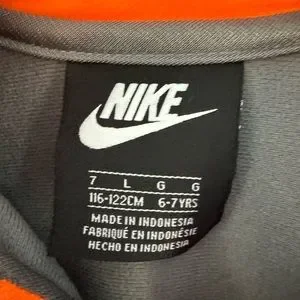 NIKE
7 L G G
116-122CM 6-7YRS
MADE IN INDONESIA
FABRIQUÉ EN INDONÉSIE
HECHO EN INDONESIA